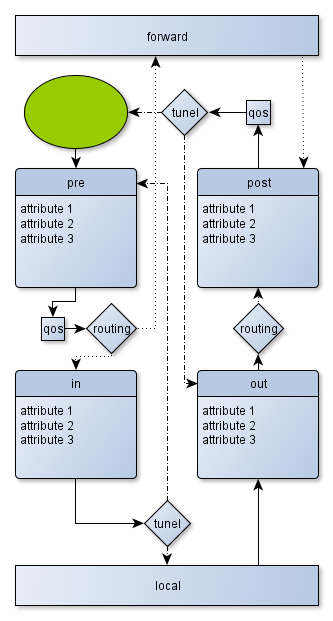 forward
tunel
qos
pre
attribute 1
attribute 2
attribute 3
post
attribute 1
attribute 2
attribute 3
qos
routing
routing
in
attribute 1
attribute 2
attribute 3
out
attribute 1
attribute 2
attribute 3
tunel
local